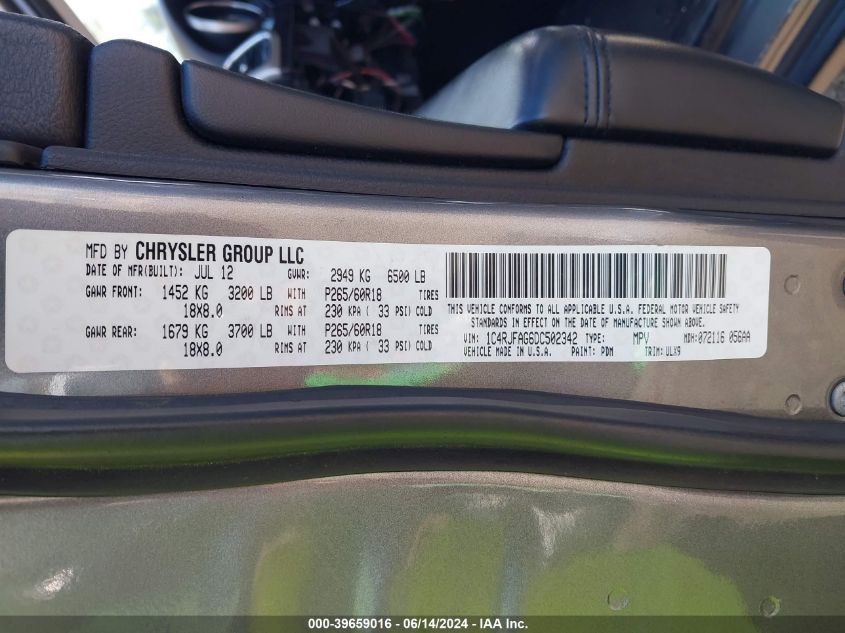 MFD BY CHRYSLER GROUP LLC
DATE OF MFR(BUILT): JUL 12 GVWR: 2949 KG 6500 LB
GAWR FRONT: 1452 KG 3200 LB WITH P265/60R18 TIRES
18X8.0 RIMS AT 230 KPA ( 33 PSI) COLD
GAWR REAR: 1679 KG 3700 LB WITH P265/60R18 TIRES
18X8.0 RIMS AT 230 KPA ( 33 PSI) COLD
THIS VEHICLE CONFORMS TO ALL APPLICABLE U.S.A. FEDERAL MOTOR VEHICLE SAFETY
STANDARDS IN EFFECT ON THE DATE OF MANUFACTURE SHOWN ABOVE.
VIN: 1C4RJFAG6DC502342 TYPE: MPV MDH: 072116 056AA
VEHICLE MADE IN U.S.A. PAINT: PDM TRIM: ULX9
000-39659016 - 06/14/2024 - IAA Inc.